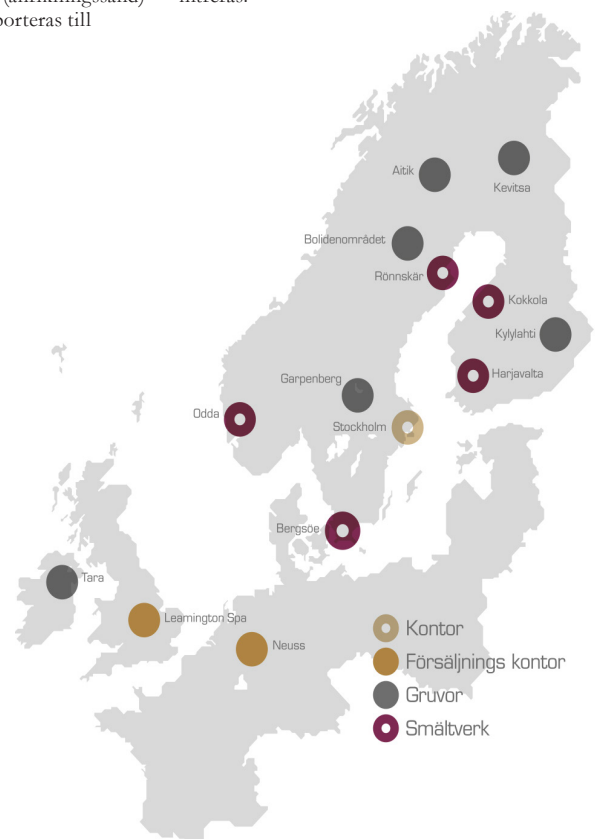 porteras till
Aitik
Kevitsa
Bolidenområdet
Rönnskär
Kokkola
Kylylahti
Harjavalta
Garpenberg
Odda
Stockholm
Bergsöe
Tara
Leamington Spa
Neuss
Kontor
Försäljnings kontor
Gruvor
Smältverk